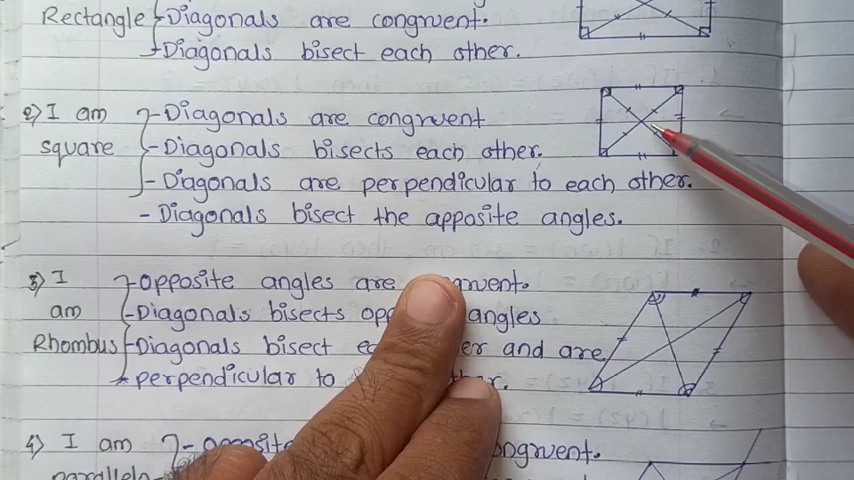 Rectangle - Diagonals are congruent.
- Diagonals bisect each other.
2) I am - Diagonals are congruent
square - Diagonals bisects each other.
- Diagonals are perpendicular to each other.
- Diagonals bisect the apposite angles.
3) I - Opposite angles are
am - Diagonals bisects angles
Rhombus - Diagonals bisect and are
perpendicular to
4) I am